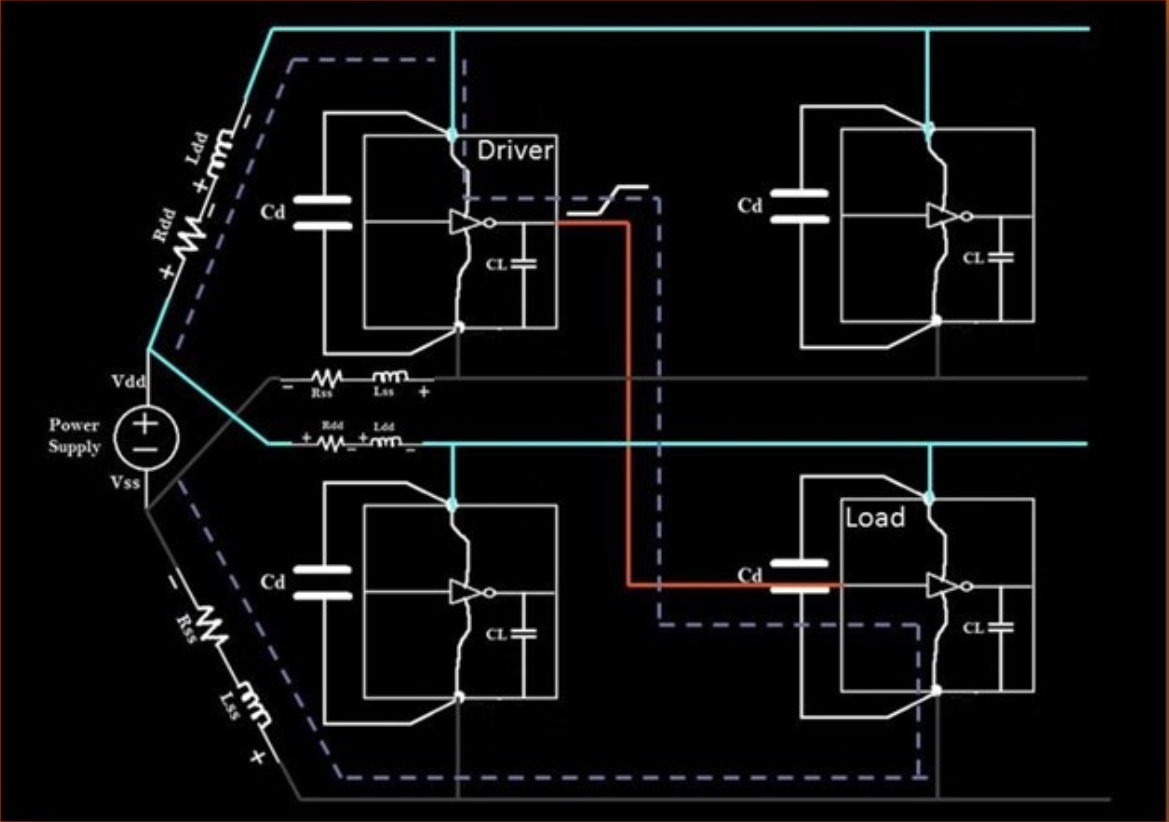 Ldd
Rdd
+
-
+
-
Cd
Driver
CL
Cd
CL
Vdd
Power
Supply
+
−
Vss
− Rss Lss +
Rdd Ldd
+ − + −
Cd
CL
Load
Cd
CL
−
Rss
Lss
+